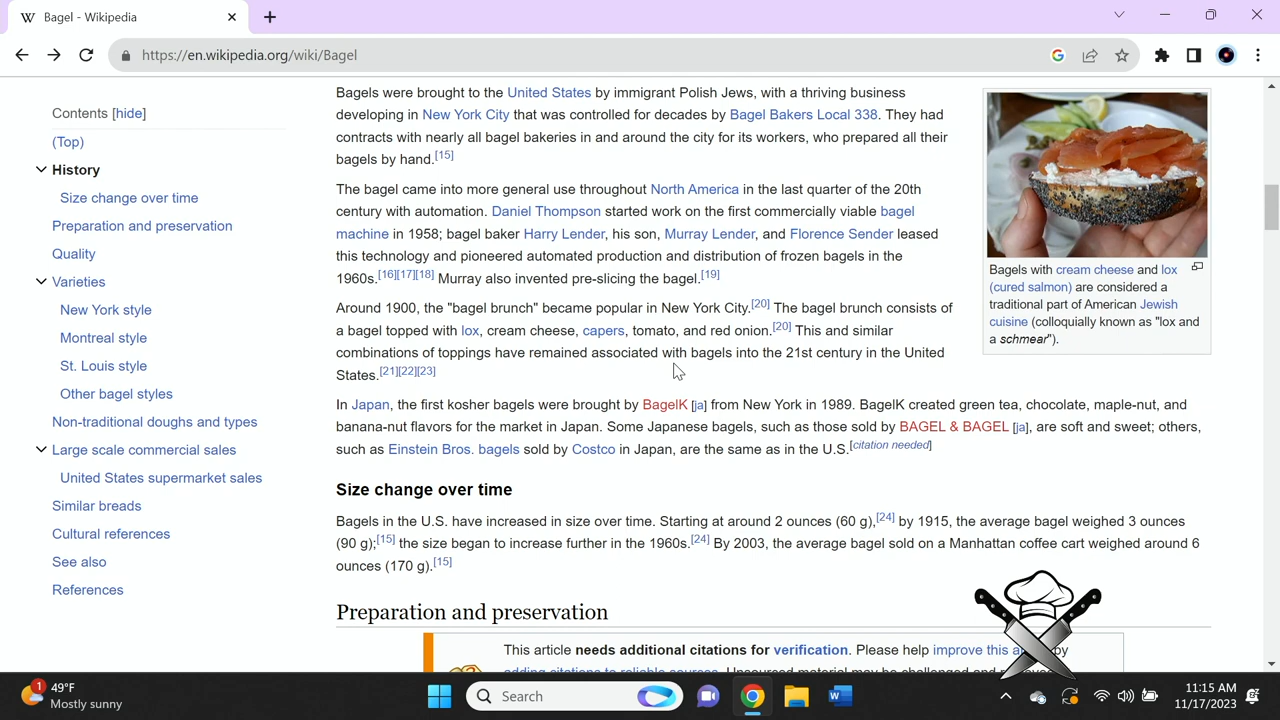 Bagel - Wikipedia
https://en.wikipedia.org/wiki/Bagel
Contents [hide]
(Top)
History
Size change over time
Preparation and preservation
Quality
Varieties
New York style
Montreal style
St. Louis style
Other bagel styles
Non-traditional doughs and types
Large scale commercial sales
United States supermarket sales
Similar breads
Cultural references
See also
References
Bagels were brought to the United States by immigrant Polish Jews, with a thriving business
developing in New York City that was controlled for decades by Bagel Bakers Local 338. They had
contracts with nearly all bagel bakeries in and around the city for its workers, who prepared all their
bagels by hand.[15]
The bagel came into more general use throughout North America in the last quarter of the 20th
century with automation. Daniel Thompson started work on the first commercially viable bagel
machine in 1958; bagel baker Harry Lender, his son, Murray Lender, and Florence Sender leased
this technology and pioneered automated production and distribution of frozen bagels in the
1960s.[16][17][18] Murray also invented pre-slicing the bagel.[19]
Around 1900, the "bagel brunch" became popular in New York City.[20] The bagel brunch consists of
a bagel topped with lox, cream cheese, capers, tomato, and red onion.[20] This and similar
combinations of toppings have remained associated with bagels into the 21st century in the United
States.[21][22][23]
Bagels with cream cheese and lox
(cured salmon) are considered a
traditional part of American Jewish
cuisine (colloquially known as "lox and
a schmear").
In Japan, the first kosher bagels were brought by BagelK [ja] from New York in 1989. BagelK created green tea, chocolate, maple-nut, and
banana-nut flavors for the market in Japan. Some Japanese bagels, such as those sold by BAGEL & BAGEL [ja], are soft and sweet; others,
such as Einstein Bros. bagels sold by Costco in Japan, are the same as in the U.S.[citation needed]
Size change over time
Bagels in the U.S. have increased in size over time. Starting at around 2 ounces (60 g),[24] by 1915, the average bagel weighed 3 ounces
(90 g);[15] the size began to increase further in the 1960s.[24] By 2003, the average bagel sold on a Manhattan coffee cart weighed around 6
ounces (170 g).[15]
Preparation and preservation
This article needs additional citations for verification. Please help improve this a by
1
49°F
Mostly sunny
Search
11:15 AM
11/17/2023